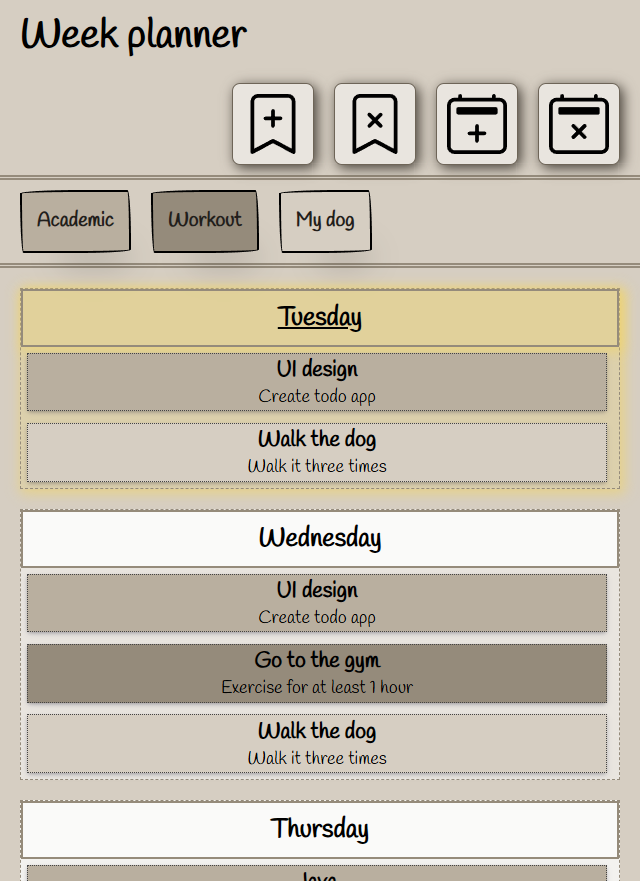 Week planner
Academic
Workout
My dog
Tuesday
UI design
Create todo app
Walk the dog
Walk it three times
Wednesday
UI design
Create todo app
Go to the gym
Exercise for at least 1 hour
Walk the dog
Walk it three times
Thursday